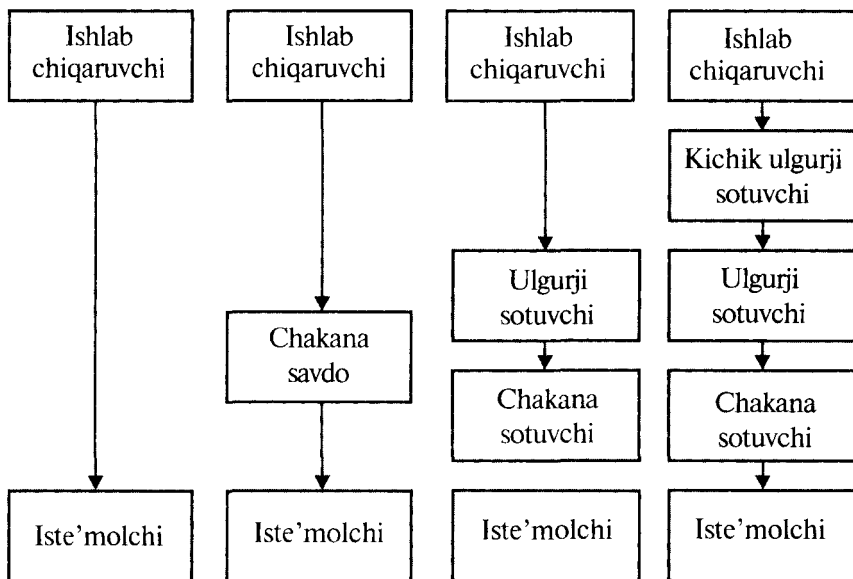 Ishlab
chiqaruvchi
Ishlab
chiqaruvchi
Ishlab
chiqaruvchi
Ishlab
chiqaruvchi
Kichik ulgurji
sotuvchi
Ulgurji
sotuvchi
Ulgurji
sotuvchi
Chakana
savdo
Chakana
sotuvchi
Chakana
sotuvchi
Iste’molchi
Iste’molchi
Iste’molchi
Iste’molchi